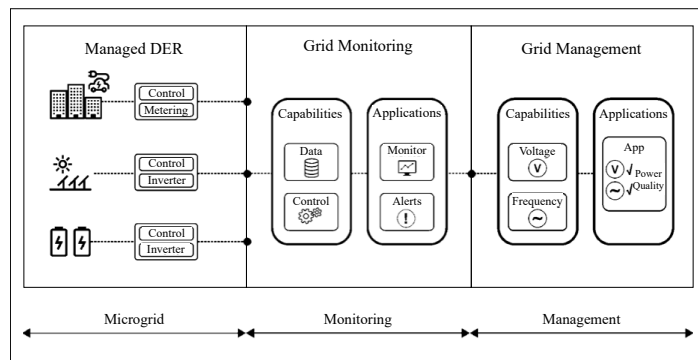 Managed DER
Grid Monitoring
Grid Management
Control
Metering
Control
Inverter
Control
Inverter
Capabilities
Data
Control
Applications
Monitor
Alerts
!
Capabilities
Voltage
V
Frequency
~
Applications
App
V √ Power
~ √ Quality
Microgrid
Monitoring
Management